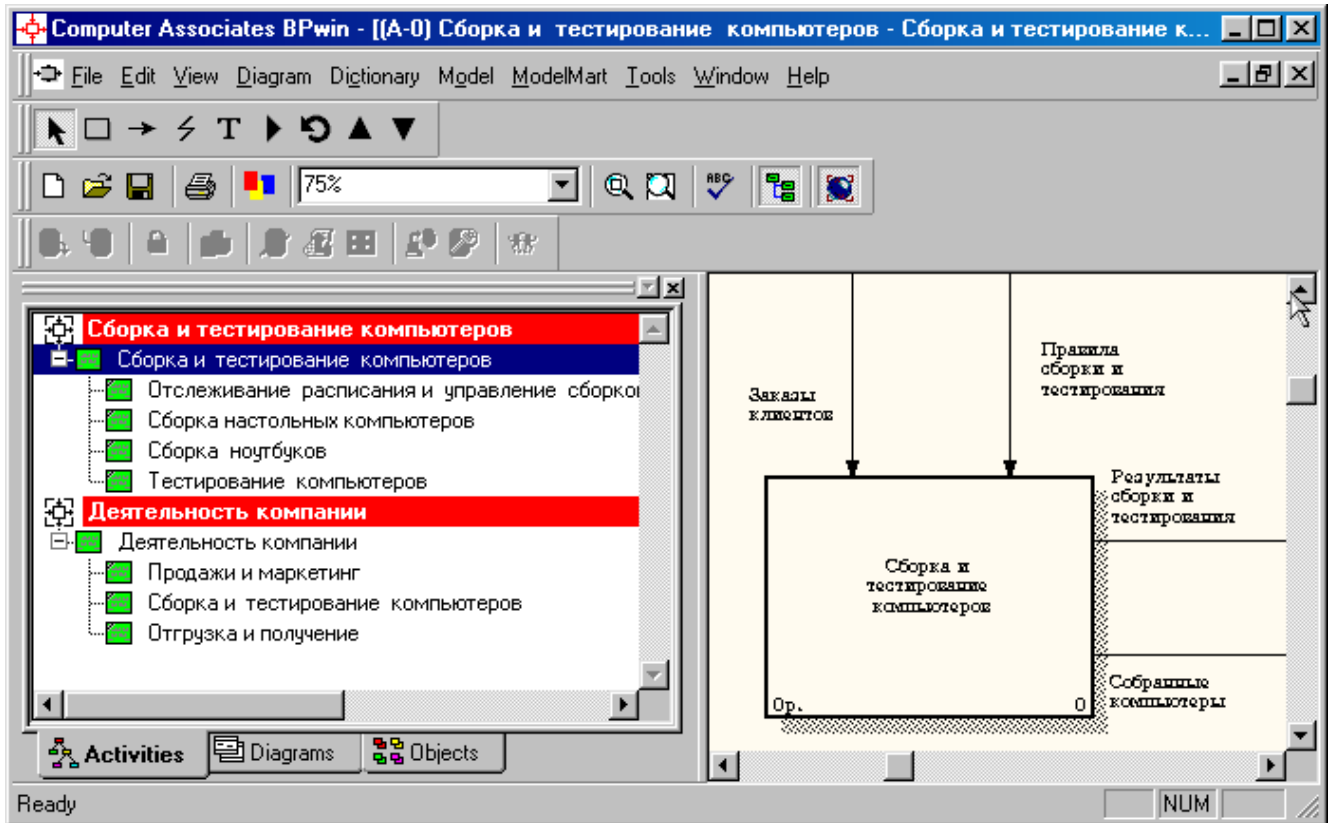 Computer Associates BPwin - [(A-0) Сборка и тестирование компьютеров - Сборка и тестирование к...
File Edit View Diagram Dictionary Model ModelMart Tools Window Help
T
75%
ABC
Сборка и тестирование компьютеров
Сборка и тестирование компьютеров
Отслеживание расписания и управление сборкой
Сборка настольных компьютеров
Сборка ноутбуков
Тестирование компьютеров
Деятельность компании
Деятельность компании
Продажи и маркетинг
Сборка и тестирование компьютеров
Отгрузка и получение
Activities Diagrams Objects
Заказы
клиентов
Правила
сборки и
тестирования
Результаты
сборки и
тестирования
Сборка и
тестирование
компьютеров
0р. 0
Собранные
компьютеры
Ready NUM